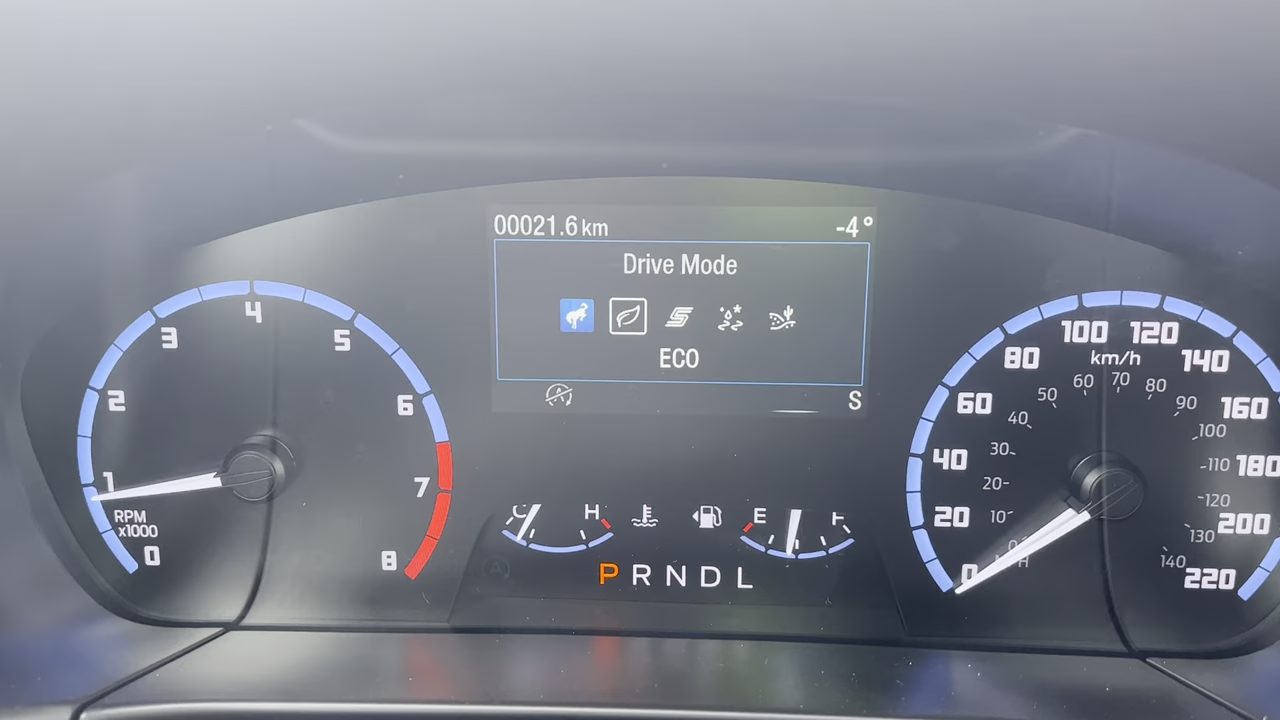 00021.6 km -4°
Drive Mode
ECO
S
0 1 2 3 4 5 6 7 8
RPM
x1000
C H
E F
P R N D L
0 20 40 60 80 100 120 140 160 180 200 220
km/h
0 10 20 30 40 50 60 70 80 90 100 110 120 130 140